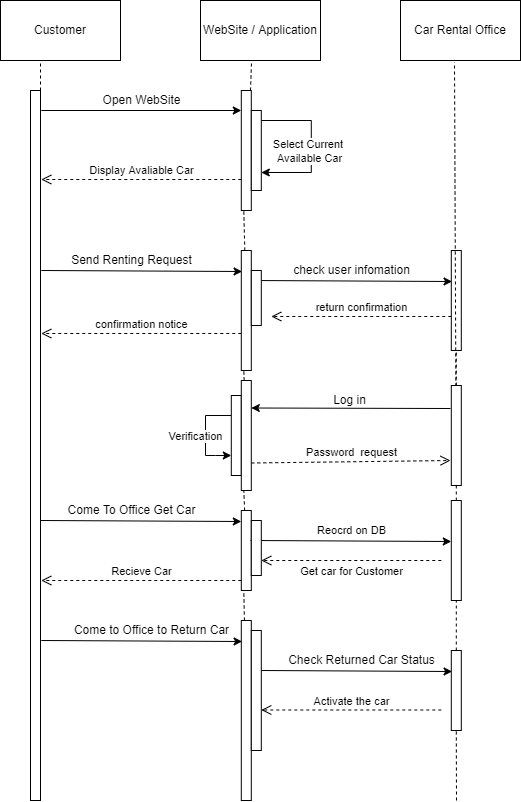 Customer
WebSite / Application
Car Rental Office
Open WebSite
Select Current
Available Car
Display Avaliable Car
Send Renting Request
check user infomation
return confirmation
confirmation notice
Log in
Verification
Password request
Come To Office Get Car
Reocrd on DB
Recieve Car
Get car for Customer
Come to Office to Return Car
Check Returned Car Status
Activate the car